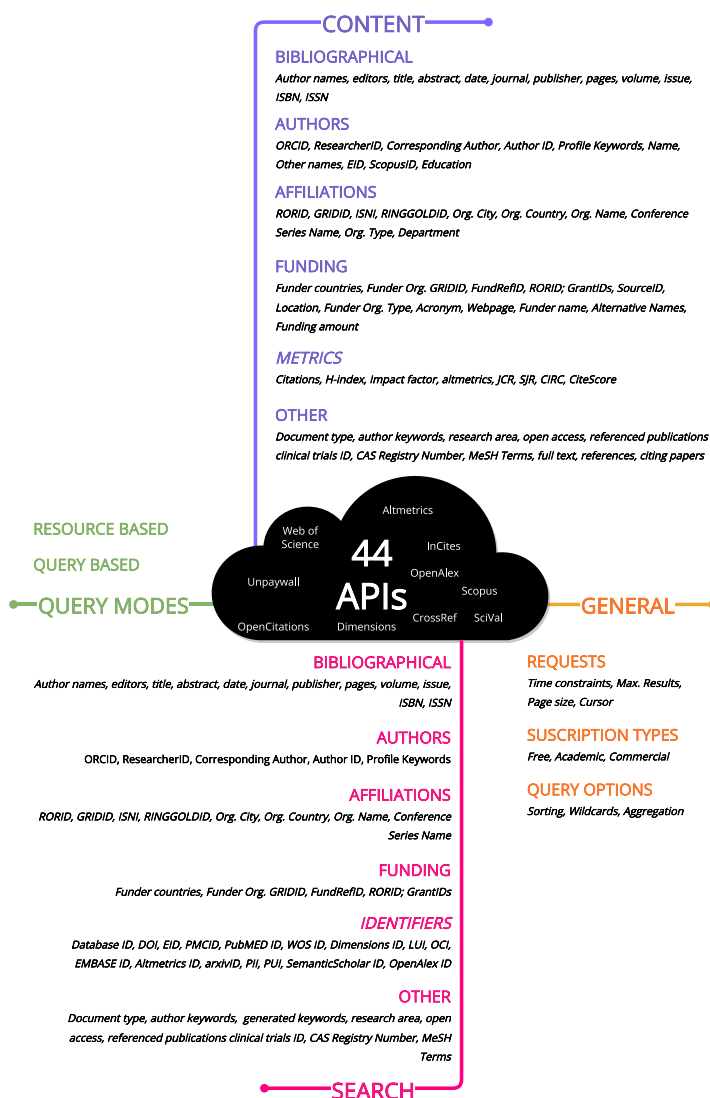 CONTENT
BIBLIOGRAPHICAL
Author names, editors, title, abstract, date, journal, publisher, pages, volume, issue,
ISBN, ISSN
AUTHORS
ORCID, ResearcherID, Corresponding Author, Author ID, Profile Keywords, Name,
Other names, EID, ScopusID, Education
AFFILIATIONS
RORID, GRIDID, ISNI, RINGGOLDID, Org. City, Org. Country, Org. Name, Conference
Series Name, Org. Type, Department
FUNDING
Funder countries, Funder Org. GRIDID, FundRefID, RORID; GrantIDs, SourceID,
Location, Funder Org. Type, Acronym, Webpage, Funder name, Alternative Names,
Funding amount
METRICS
Citations, H-index, Impact factor, altmetrics, JCR, SJR, CIRC, CiteScore
OTHER
Document type, author keywords, research area, open access, referenced publications
clinical trials ID, CAS Registry Number, MeSH Terms, full text, references, citing papers
RESOURCE BASED
QUERY BASED
QUERY MODES
Altmetrics
Web of
Science
44
APIs
InCites
OpenAlex
Unpaywall
Scopus
CrossRef
SciVal
OpenCitations
Dimensions
GENERAL
REQUESTS
Time constraints, Max. Results,
Page size, Cursor
SUSCRIPTION TYPES
Free, Academic, Commercial
QUERY OPTIONS
Sorting, Wildcards, Aggregation
BIBLIOGRAPHICAL
Author names, editors, title, abstract, date, journal, publisher, pages, volume, issue,
ISBN, ISSN
AUTHORS
ORCID, ResearcherID, Corresponding Author, Author ID, Profile Keywords
AFFILIATIONS
RORID, GRIDID, ISNI, RINGGOLDID, Org. City, Org. Country, Org. Name, Conference
Series Name
FUNDING
Funder countries, Funder Org. GRIDID, FundRefID, RORID; GrantIDs
IDENTIFIERS
Database ID, DOI, EID, PMCID, PubMED ID, WOS ID, Dimensions ID, LUI, OCI,
EMBASE ID, Altmetrics ID, arxivID, PII, PUI, SemanticScholar ID, OpenAlex ID
OTHER
Document type, author keywords, generated keywords, research area, open
access, referenced publications clinical trials ID, CAS Registry Number, MeSH
Terms
SEARCH